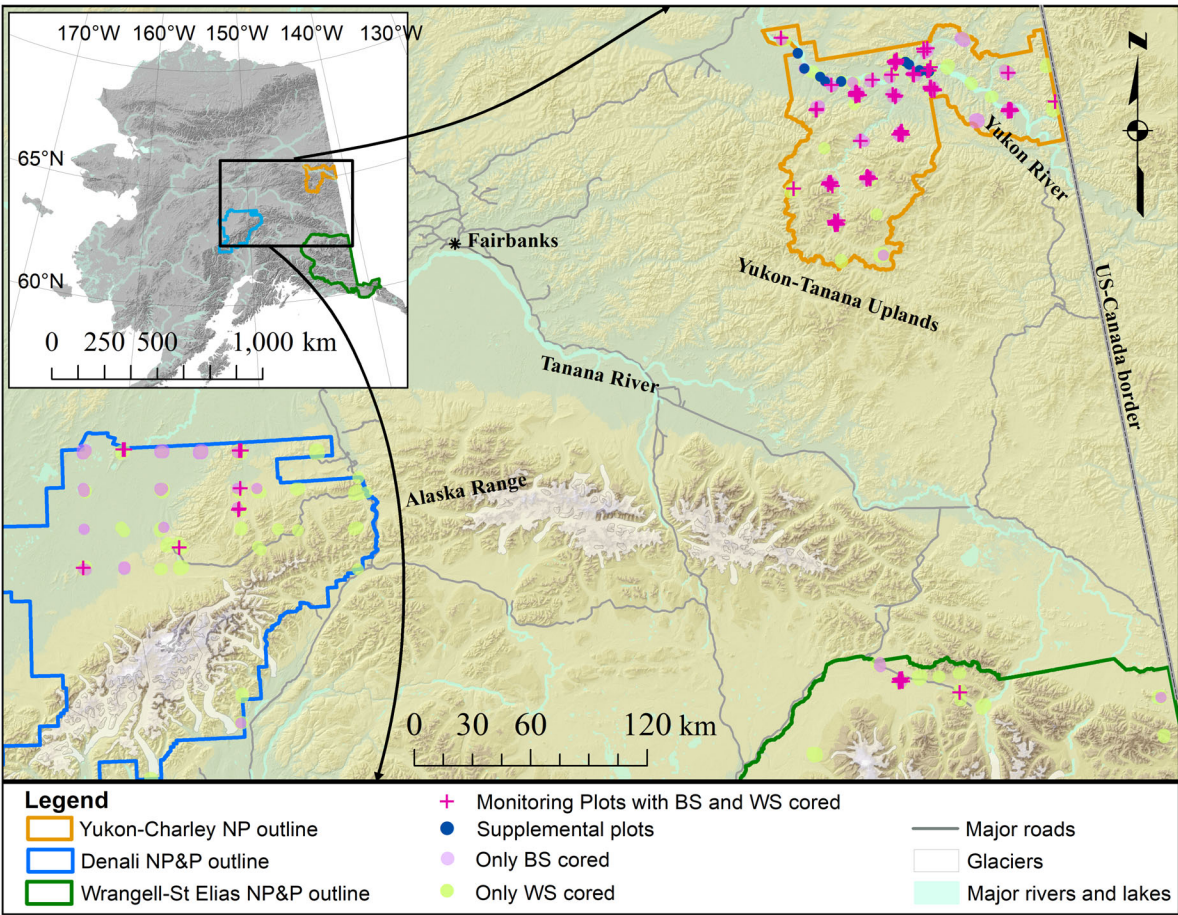 170°W 160°W 150°W 140°W 130°W
65°N
60°N
0 250 500 1,000 km
N
Yukon River
Fairbanks
Yukon-Tanana Uplands
US-Canada border
Tanana River
Alaska Range
0 30 60 120 km
Legend
Yukon-Charley NP outline
Denali NP&P outline
Wrangell-St Elias NP&P outline
Monitoring Plots with BS and WS cored
Supplemental plots
Only BS cored
Only WS cored
Major roads
Glaciers
Major rivers and lakes